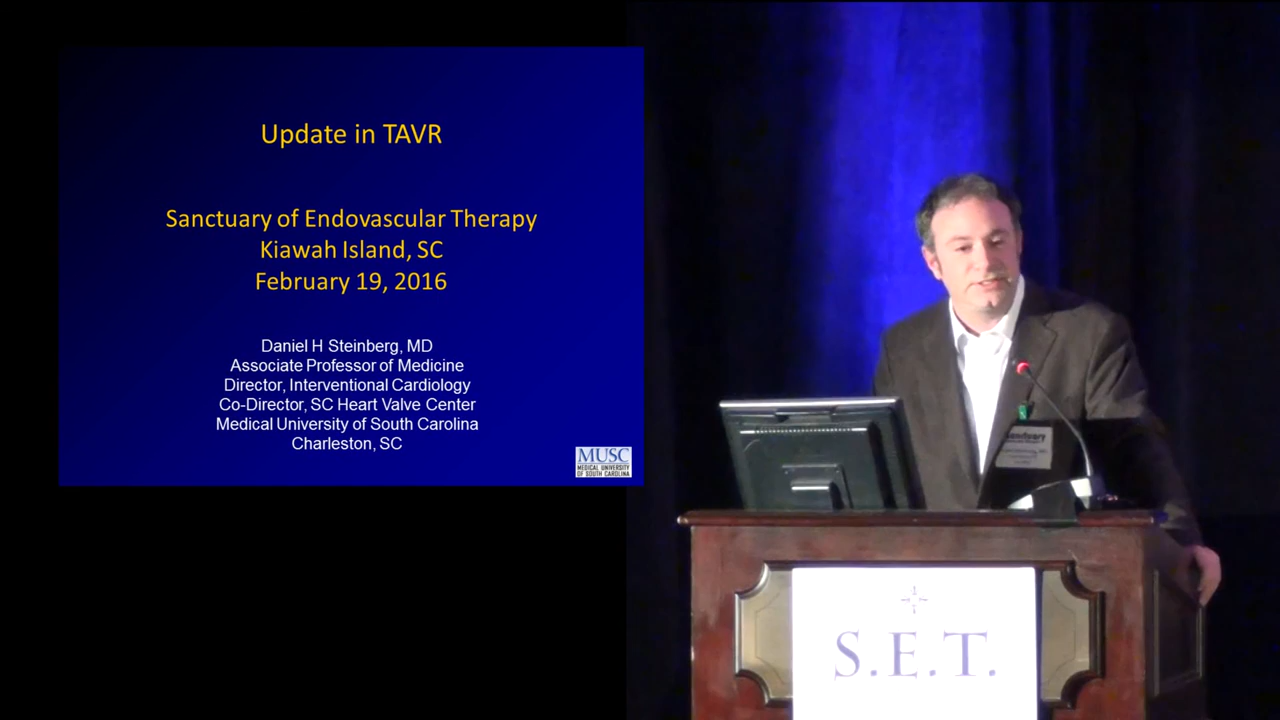 Update in TAVR
Sanctuary of Endovascular Therapy
Kiawah Island, SC
February 19, 2016
Daniel H Steinberg, MD
Associate Professor of Medicine
Director, Interventional Cardiology
Co-Director, SC Heart Valve Center
Medical University of South Carolina
Charleston, SC
MUSC
MEDICAL UNIVERSITY
OF SOUTH CAROLINA
S.E.T.